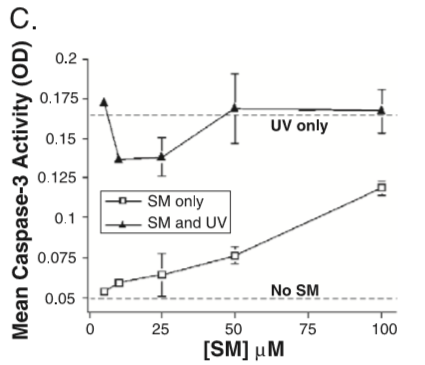 C.
Mean Caspase-3 Activity (OD)
0.2
0.175
0.15
0.125
0.1
0.075
0.05
UV only
SM only
SM and UV
No SM
0
25
50
75
100
[SM] μM